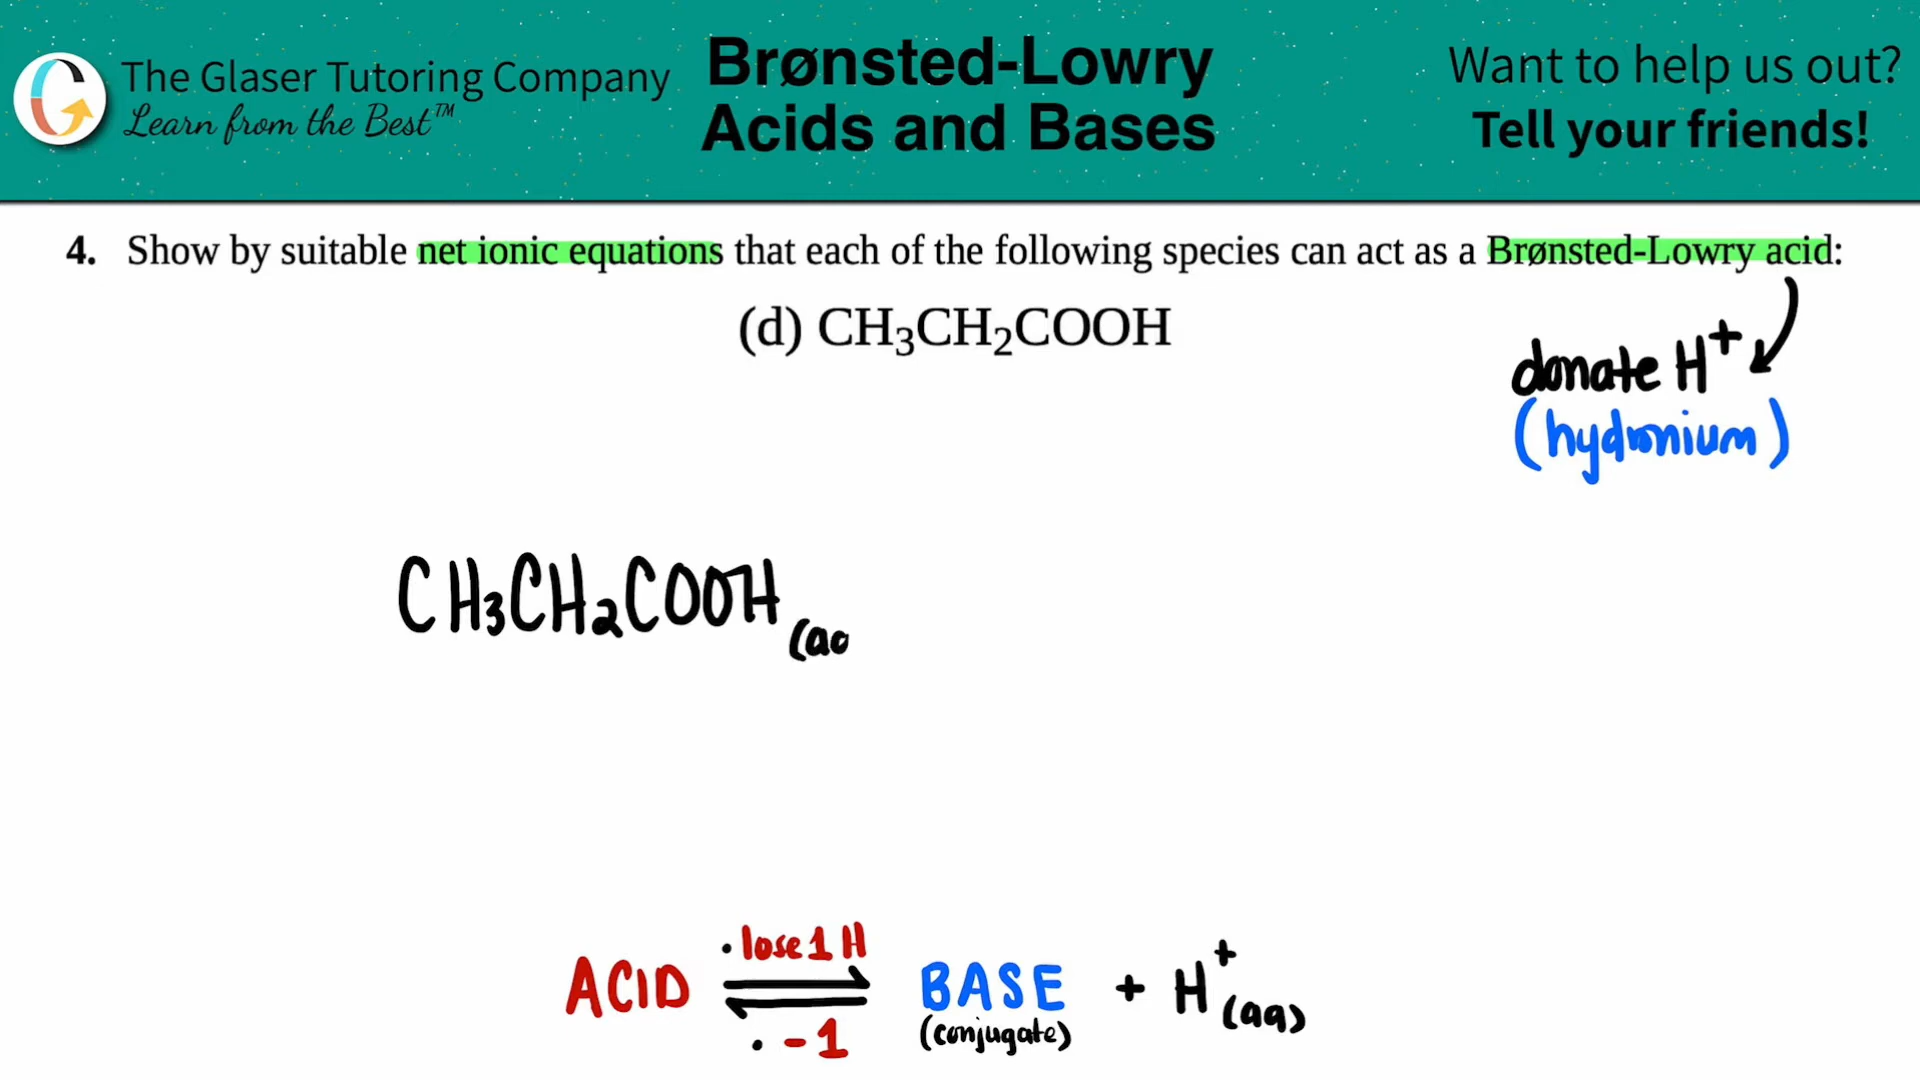 The Glaser Tutoring Company
Learn from the Best™
Brønsted-Lowry
Acids and Bases
Want to help us out?
Tell your friends!
4. Show by suitable net ionic equations that each of the following species can act as a Brønsted-Lowry acid:
(d) CH₃CH₂COOH
donate H⁺
(hydronium)
CH₃CH₂COOH (aq
• lose 1 H
ACID ⇌ BASE + H⁺ (aq)
(conjugate)
• -1